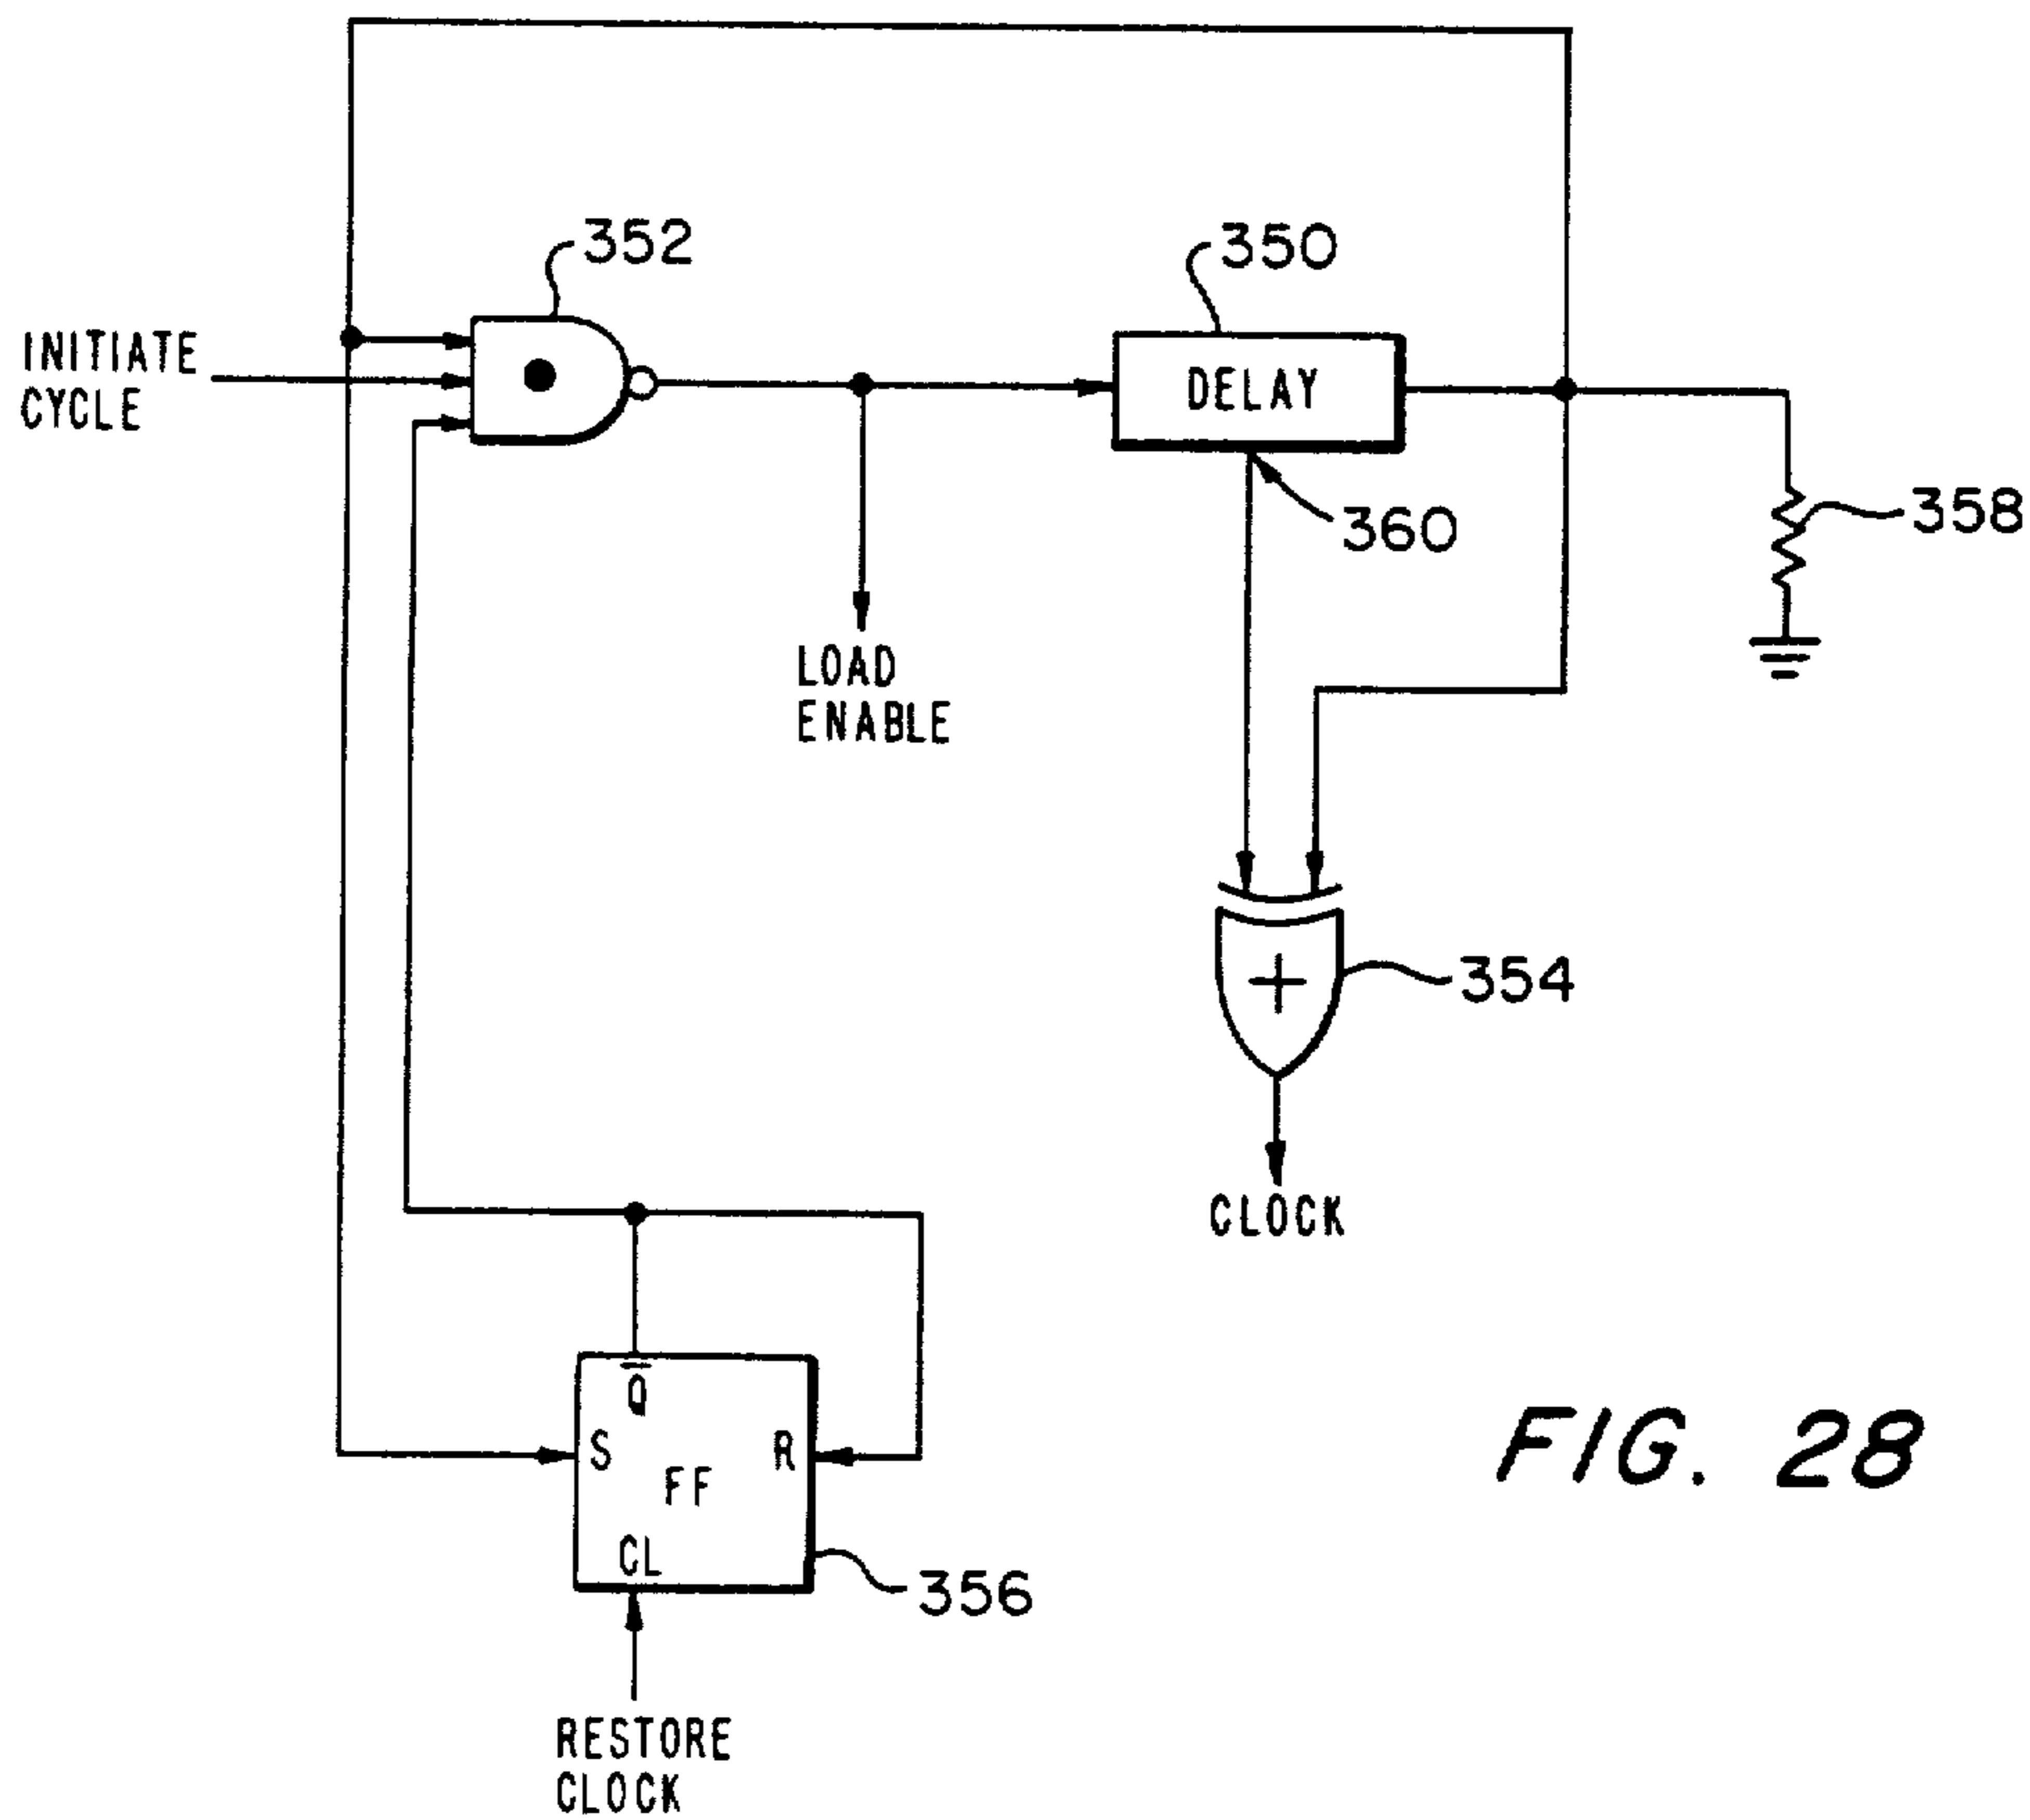 352
350
INITIATE
CYCLE
DELAY
358
360
LOAD
ENABLE
354
CLOCK
Q̅
S
R
FF
CL
356
FIG. 28
RESTORE
CLOCK